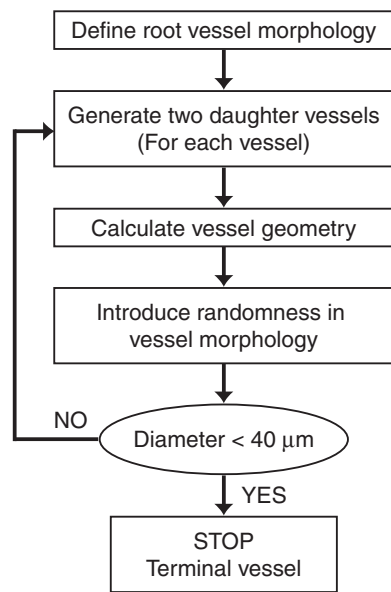 Define root vessel morphology
Generate two daughter vessels
(For each vessel)
Calculate vessel geometry
Introduce randomness in
vessel morphology
NO
Diameter < 40 μm
YES
STOP
Terminal vessel